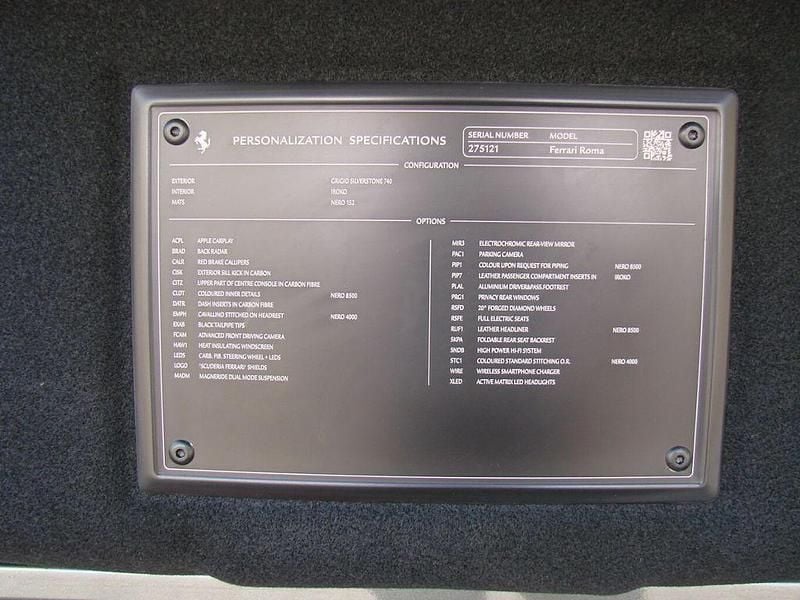 PERSONALIZATION SPECIFICATIONS
SERIAL NUMBER MODEL
275121 Ferrari Roma
CONFIGURATION
EXTERIOR GRIGIO SILVERSTONE 740
INTERIOR IROKO
MATS NERO 152
OPTIONS
ACPL APPLE CARPLAY
BRAD BACK RADAR
CALR RED BRAKE CALLIPERS
CISK EXTERIOR SILL KICK IN CARBON
CITZ UPPER PART OF CENTRE CONSOLE IN CARBON FIBRE
CLDT COLOURED INNER DETAILS NERO 8500
DATR DASH INSERTS IN CARBON FIBRE
EMPH CAVALLINO STITCHED ON HEADREST NERO 4000
EXAB BLACK TAILPIPE TIPS
FCAM ADVANCED FRONT DRIVING CAMERA
HAW1 HEAT INSULATING WINDSCREEN
LEDS CARB. FIB. STEERING WHEEL + LEDS
LOGO "SCUDERIA FERRARI" SHIELDS
MADM MAGNERIDE DUAL MODE SUSPENSION
MIR3 ELECTROCHROMIC REAR-VIEW MIRROR
PAC1 PARKING CAMERA
PIP1 COLOUR UPON REQUEST FOR PIPING NERO 8500
PIP7 LEATHER PASSENGER COMPARTMENT INSERTS IN IROKO
PLAL ALUMINIUM DRIVER&PASS.FOOTREST
PRG1 PRIVACY REAR WINDOWS
RSFD 20" FORGED DIAMOND WHEELS
RSFE FULL ELECTRIC SEATS
RUF1 LEATHER HEADLINER NERO 8500
SKPA FOLDABLE REAR SEAT BACKREST
SNDB HIGH POWER HI-FI SYSTEM
STC1 COLOURED STANDARD STITCHING O.R. NERO 4000
WIRE WIRELESS SMARTPHONE CHARGER
XLED ACTIVE MATRIX LED HEADLIGHTS